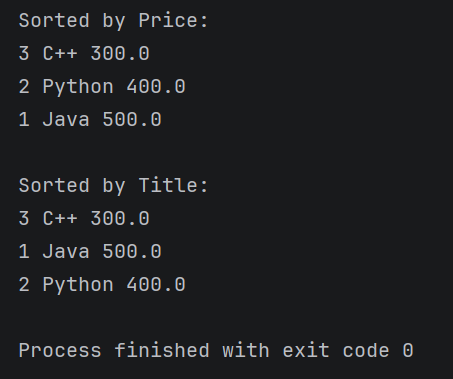 Sorted by Price:
3 C++ 300.0
2 Python 400.0
1 Java 500.0
Sorted by Title:
3 C++ 300.0
1 Java 500.0
2 Python 400.0
Process finished with exit code 0